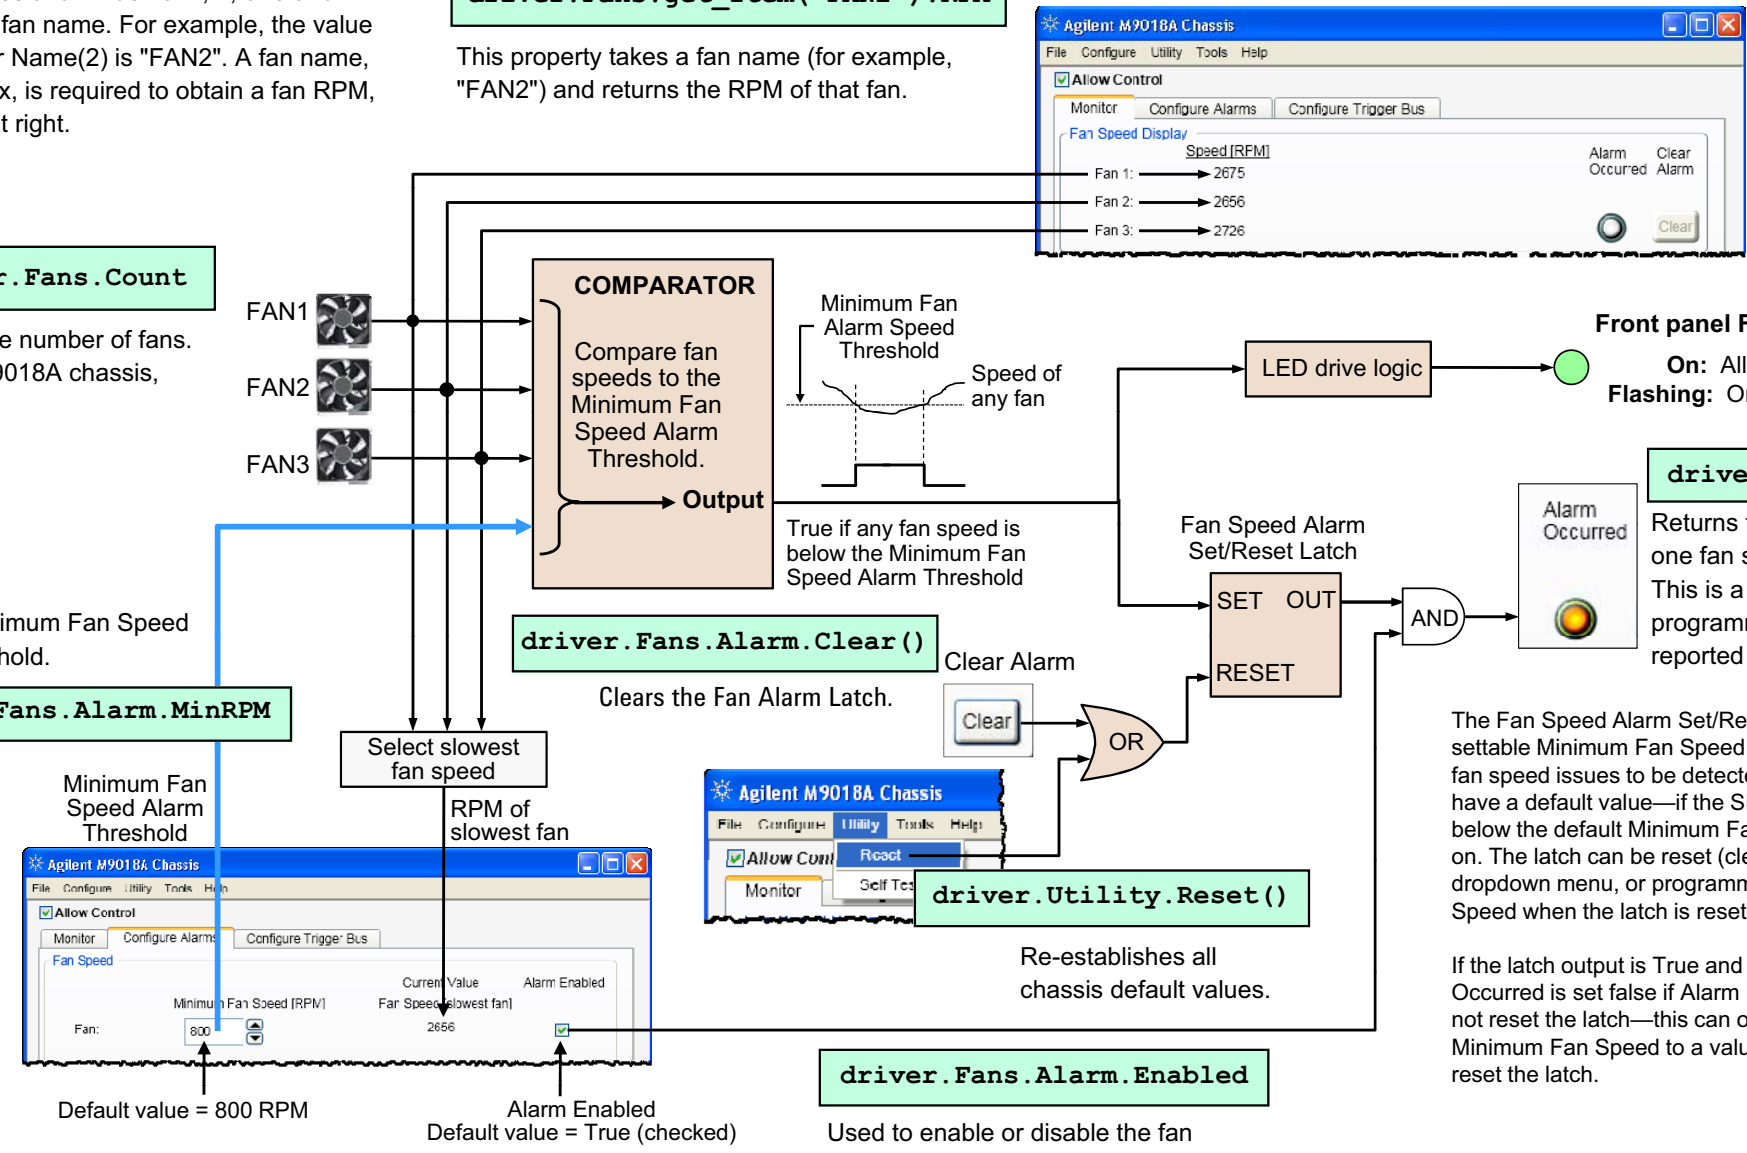 fan name. For example, the value
Name(2) is "FAN2". A fan name,
is required to obtain a fan RPM,
right.
This property takes a fan name (for example,
"FAN2") and returns the RPM of that fan.
Agilent M9018A Chassis
File Configure Utility Tools Help
Allow Control
Monitor Configure Alarms Configure Trigger Bus
Fan Speed Display
Speed [RPM]
Alarm Occurred
Clear Alarm
Fan 1: 2675
Fan 2: 2656
Fan 3: 2726
Clear
.Fans.Count
number of fans.
9018A chassis,
FAN1
FAN2
FAN3
COMPARATOR
Compare fan
speeds to the
Minimum Fan
Speed Alarm
Threshold.
Output
Minimum Fan
Alarm Speed
Threshold
Speed of
any fan
True if any fan speed is
below the Minimum Fan
Speed Alarm Threshold
LED drive logic
Front panel
On: All
Flashing:
Fan Speed Alarm
Set/Reset Latch
SET OUT
RESET
AND
Alarm
Occurred
Returns
one fan
This is a
reported
imum Fan Speed
hold.
Fans.Alarm.MinRPM
driver.Fans.Alarm.Clear()
Clears the Fan Alarm Latch.
Clear Alarm
Clear
OR
Select slowest
fan speed
RPM of
slowest fan
Minimum Fan
Speed Alarm
Threshold
Agilent M9018A Chassis
File Configure Utility Tools Help
Allow Control
Monitor Configure Alarms Configure Trigger Bus
Fan Speed
Current Value
Alarm Enabled
Minimum Fan Speed [RPM]
Fan Speed [slowest fan]
Fan: 800 2656
Default value = 800 RPM
Alarm Enabled
Default value = True (checked)
Agilent M9018A Chassis
File Configure Utility Tools Help
Allow Cont
Reset
Monitor
Self Tes
driver.Utility.Reset()
Re-establishes all
chassis default values.
driver.Fans.Alarm.Enabled
Used to enable or disable the fan
The Fan Speed Alarm Set/Re
settable Minimum Fan Speed
fan speed issues to be detecte
have a default value—if the
below the default Minimum Fa
on. The latch can be reset (cle
dropdown menu, or programm
Speed when the latch is reset
If the latch output is True and
Occurred is set false if Alarm
not reset the latch—this can
Minimum Fan Speed to a valu
reset the latch.